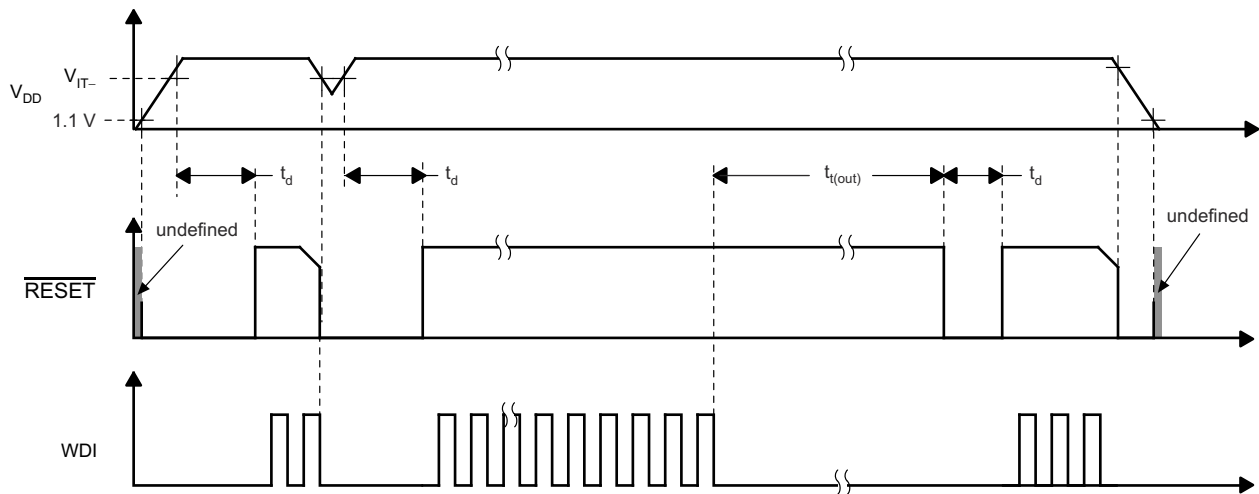 V_IT–
V_DD
1.1 V
t_d
t_d
t_t(out)
t_d
undefined
undefined
RESET
WDI